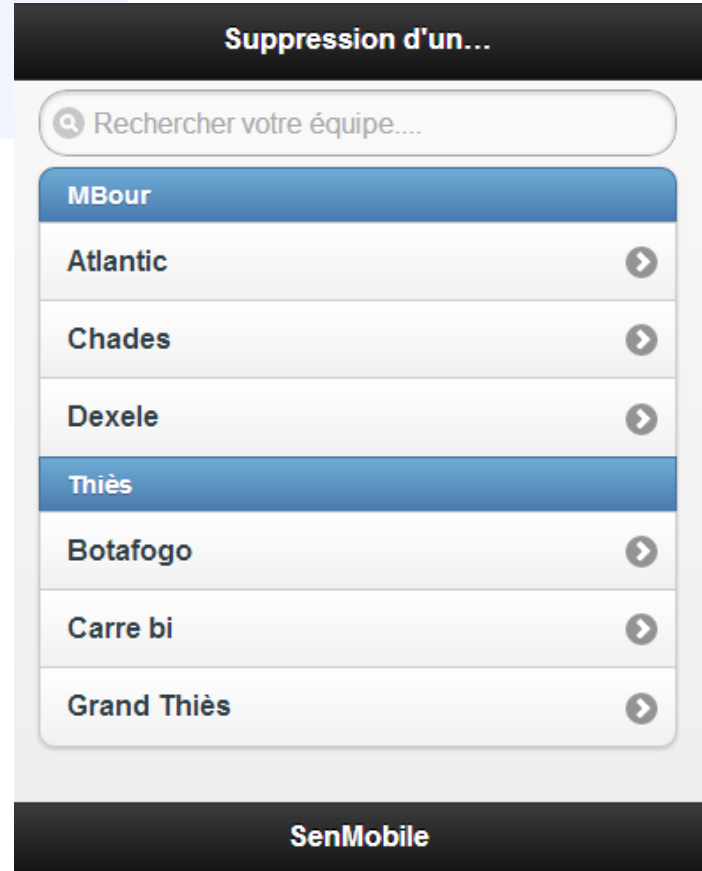 Suppression d'un...
Rechercher votre équipe....
MBour
Atlantic
Chades
Dexele
Thiès
Botafogo
Carre bi
Grand Thiès
SenMobile